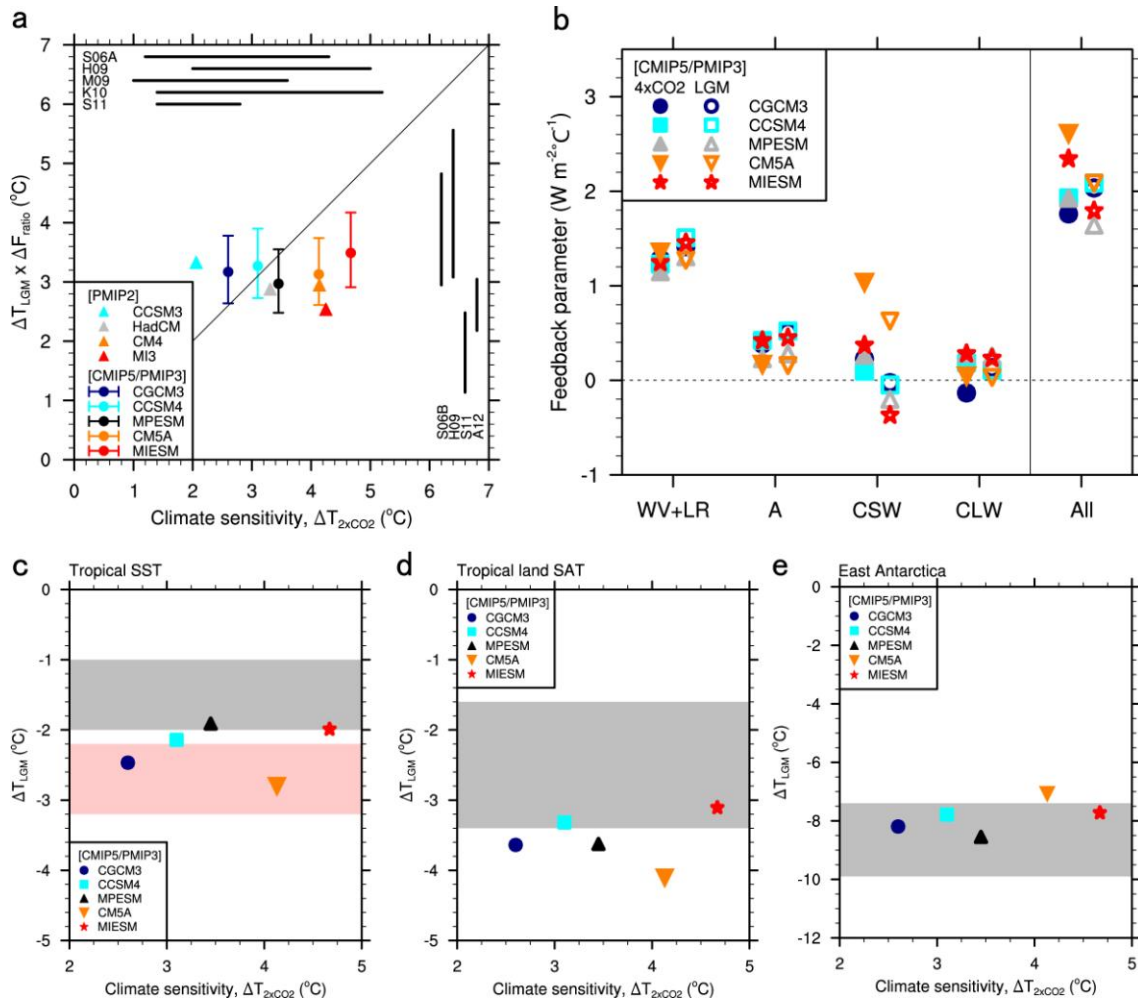 a
ΔT_LGM x ΔF_ratio (°C)
7
6
5
4
3
2
1
0
S06A
H09
M09
K10
S11
S06B
H09
S11
A12
[PMIP2]
CCSM3
HadCM
CM4
MI3
[CMIP5/PMIP3]
CGCM3
CCSM4
MPESM
CM5A
MIESM
0 1 2 3 4 5 6 7
Climate sensitivity, ΔT_2xCO2 (°C)
b
Feedback parameter (W m⁻²°C⁻¹)
3
2
1
0
-1
[CMIP5/PMIP3]
4xCO2 LGM
CGCM3
CCSM4
MPESM
CM5A
MIESM
WV+LR A CSW CLW All
c
Tropical SST
ΔT_LGM (°C)
0
-1
-2
-3
-4
-5
[CMIP5/PMIP3]
CGCM3
CCSM4
MPESM
CM5A
MIESM
[CMIP5/PMIP3]
CGCM3
CCSM4
MPESM
CM5A
MIESM
2 3 4 5
Climate sensitivity, ΔT_2xCO2 (°C)
d
Tropical land SAT
ΔT_LGM (°C)
0
-1
-2
-3
-4
-5
[CMIP5/PMIP3]
CGCM3
CCSM4
MPESM
CM5A
MIESM
2 3 4 5
Climate sensitivity, ΔT_2xCO2 (°C)
e
East Antarctica
ΔT_LGM (°C)
0
-2
-4
-6
-8
-10
-12
[CMIP5/PMIP3]
CGCM3
CCSM4
MPESM
CM5A
MIESM
2 3 4 5
Climate sensitivity, ΔT_2xCO2 (°C)